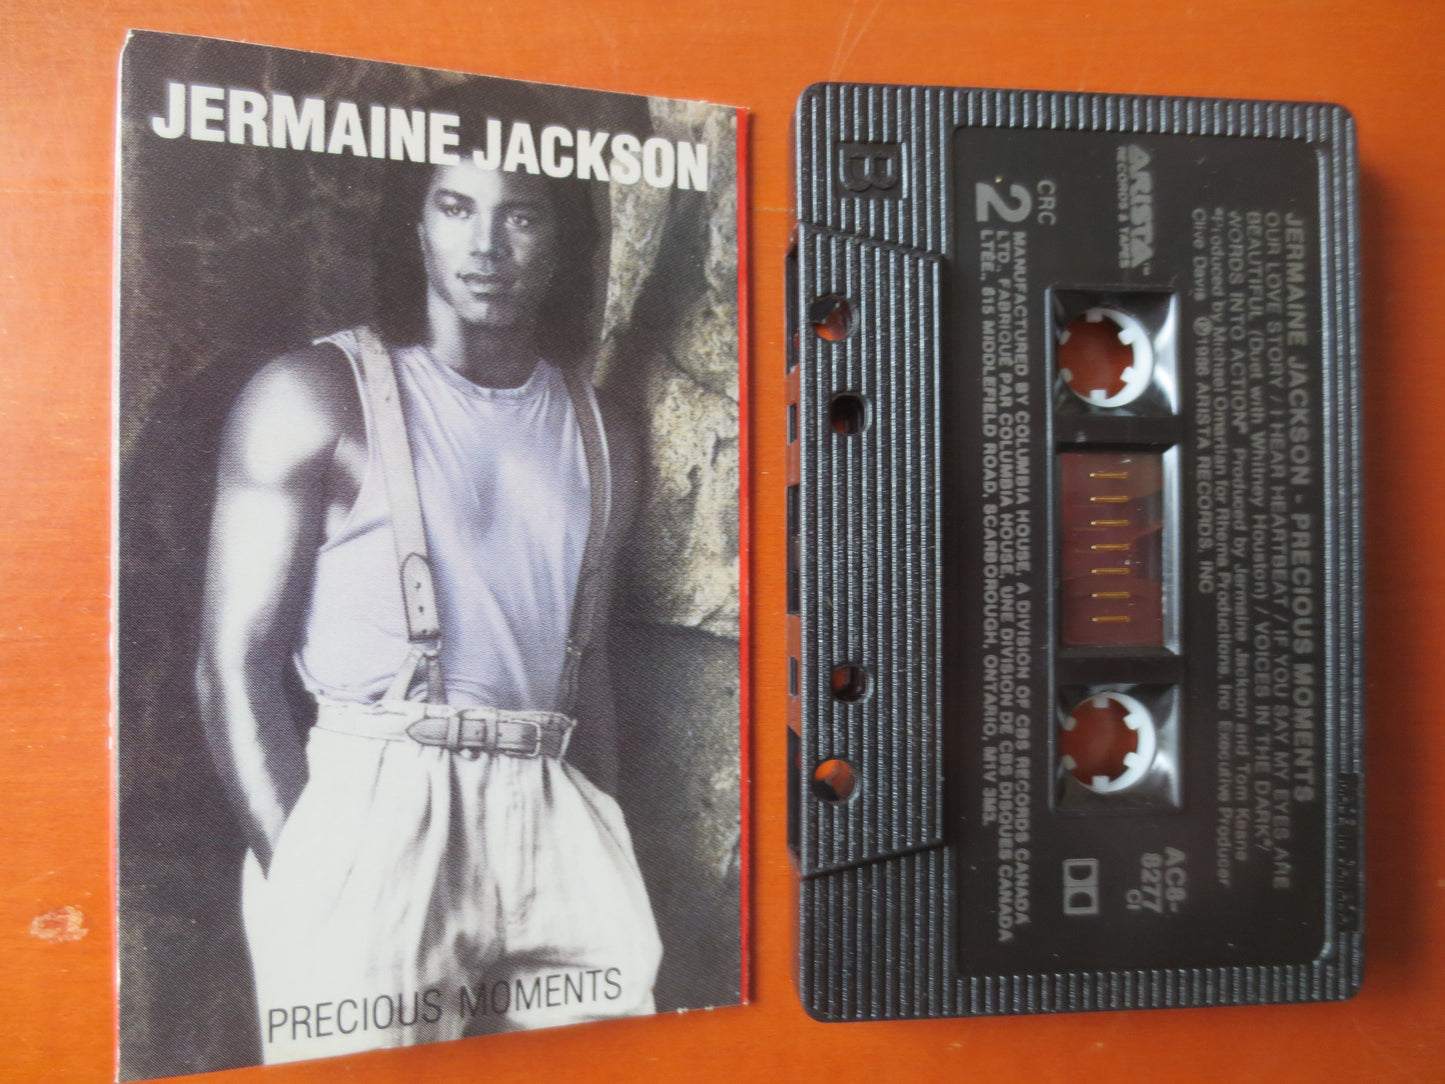 JERMAINE JACKSON
PRECIOUS MOMENTS
B
ARISTA™
RECORDS & TAPES
CRC
2
JERMAINE JACKSON - PRECIOUS MOMENTS
OUR LOVE STORY / I HEAR HEARTBEAT / IF YOU SAY MY EYES ARE
BEAUTIFUL (Duet with Whitney Houston) / VOICES IN THE DARK /
WORDS INTO ACTION* Produced by Jermaine Jackson and Tom Keane
*Produced by Michael Omartian for Rhema Productions, Inc Executive Producer
Clive Davis ℗1986 ARISTA RECORDS, INC
AC8-
8277
CI
MANUFACTURED BY COLUMBIA HOUSE, A DIVISION OF CBS RECORDS CANADA
LTD., FABRIQUÉ PAR COLUMBIA HOUSE, UNE DIVISION DE CBS DISQUES CANADA
LTÉE., 815 MIDDLEFIELD ROAD, SCARBOROUGH, ONTARIO, M1V 3M3.